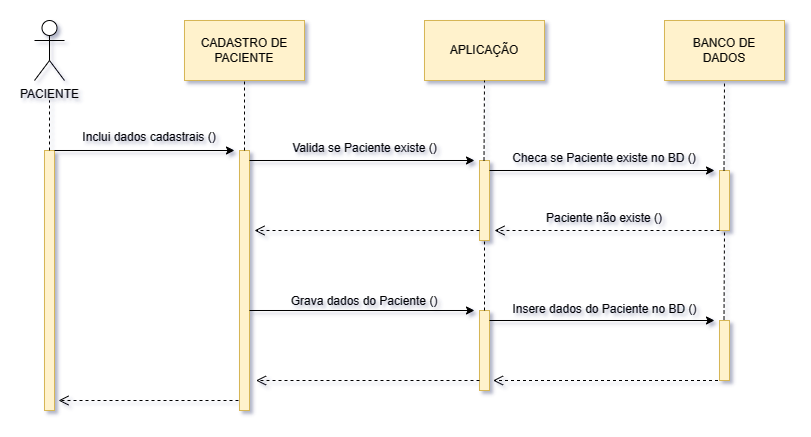 CADASTRO DE
PACIENTE
APLICAÇÃO
BANCO DE
DADOS
PACIENTE
Inclui dados cadastrais ()
Valida se Paciente existe ()
Checa se Paciente existe no BD ()
Paciente não existe ()
Grava dados do Paciente ()
Insere dados do Paciente no BD ()